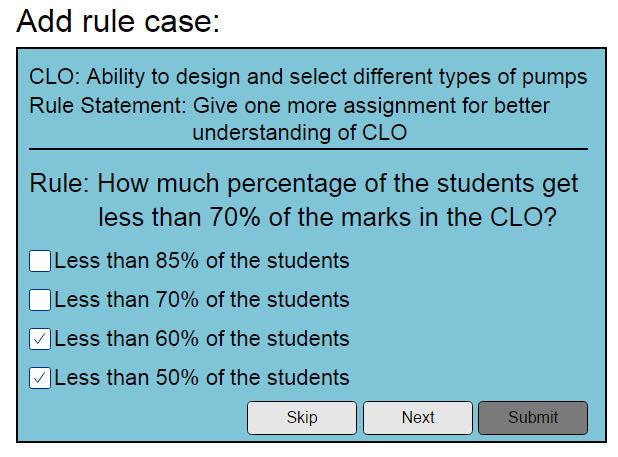 Add rule case:
CLO: Ability to design and select different types of pumps
Rule Statement: Give one more assignment for better
understanding of CLO
Rule: How much percentage of the students get
less than 70% of the marks in the CLO?
Less than 85% of the students
Less than 70% of the students
Less than 60% of the students
Less than 50% of the students
Skip Next Submit